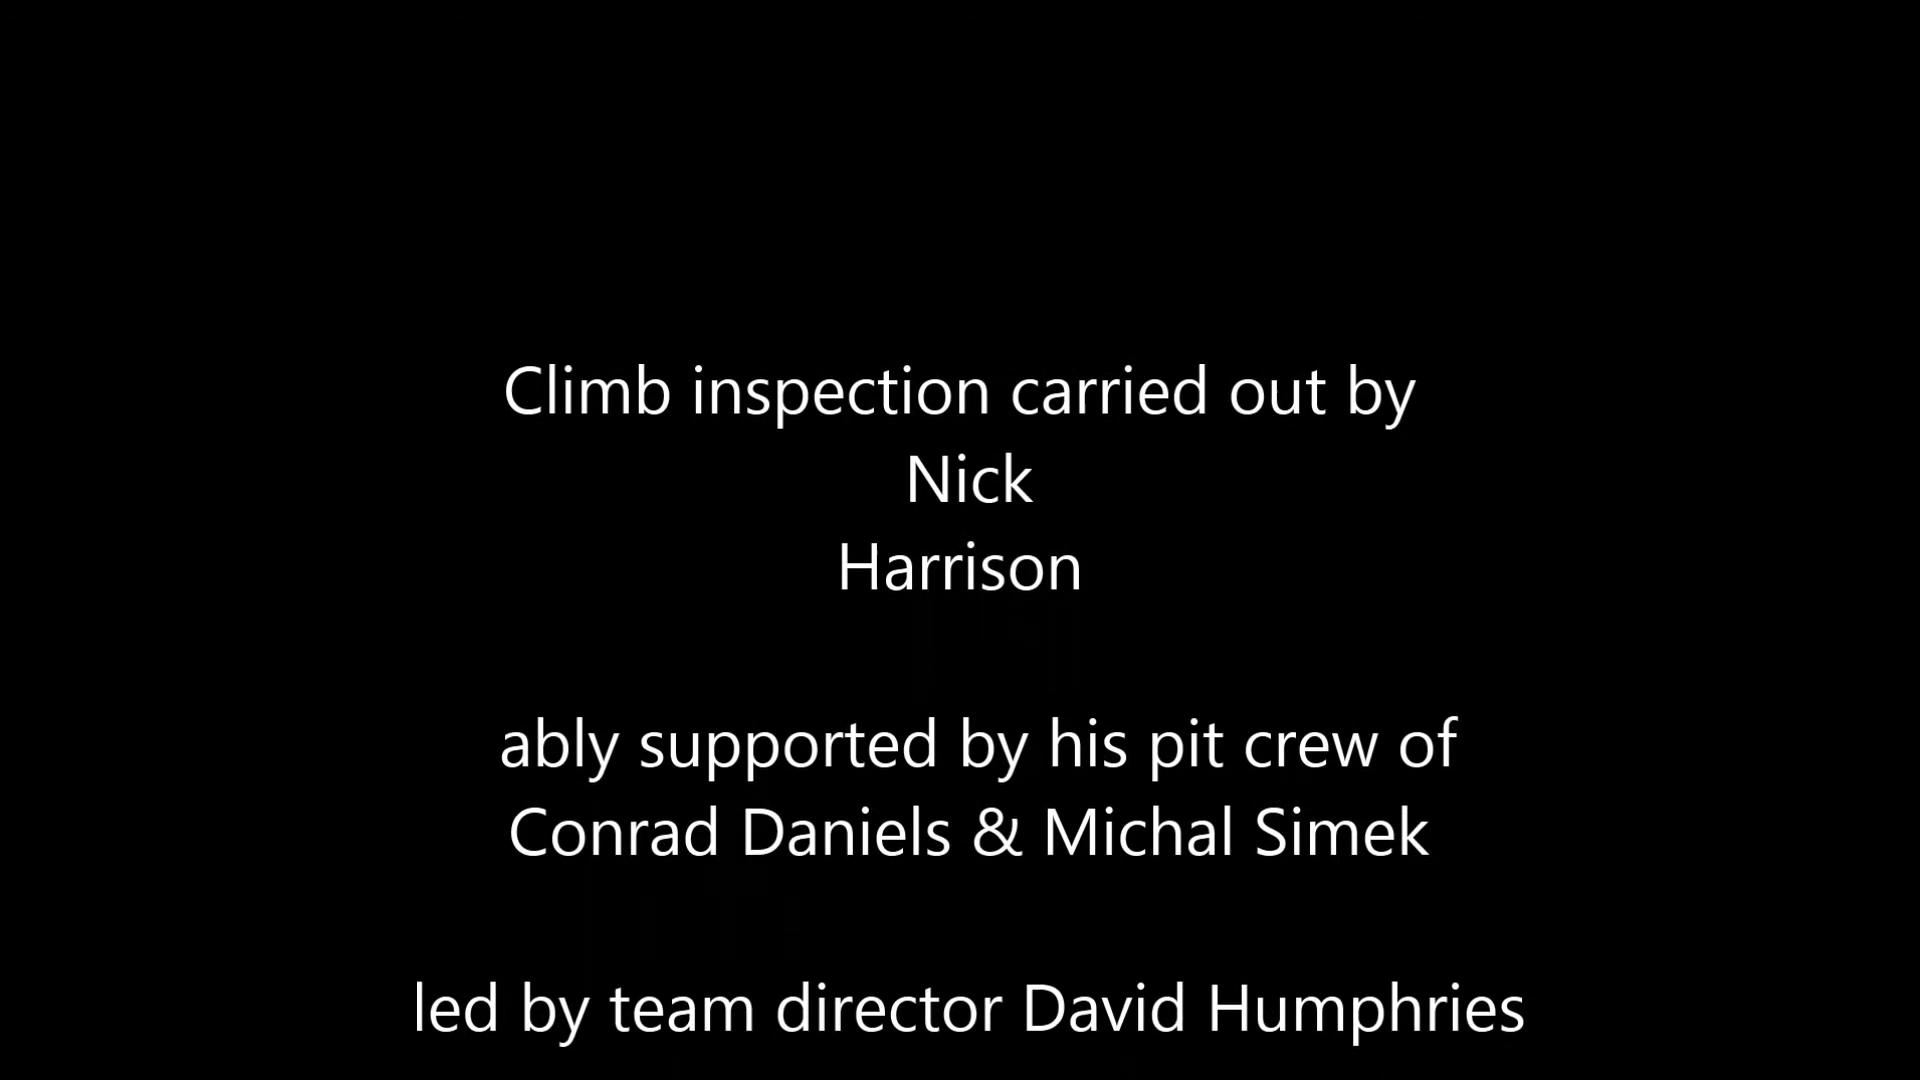 Climb inspection carried out by
Nick
Harrison
ably supported by his pit crew of
Conrad Daniels & Michal Simek
led by team director David Humphries